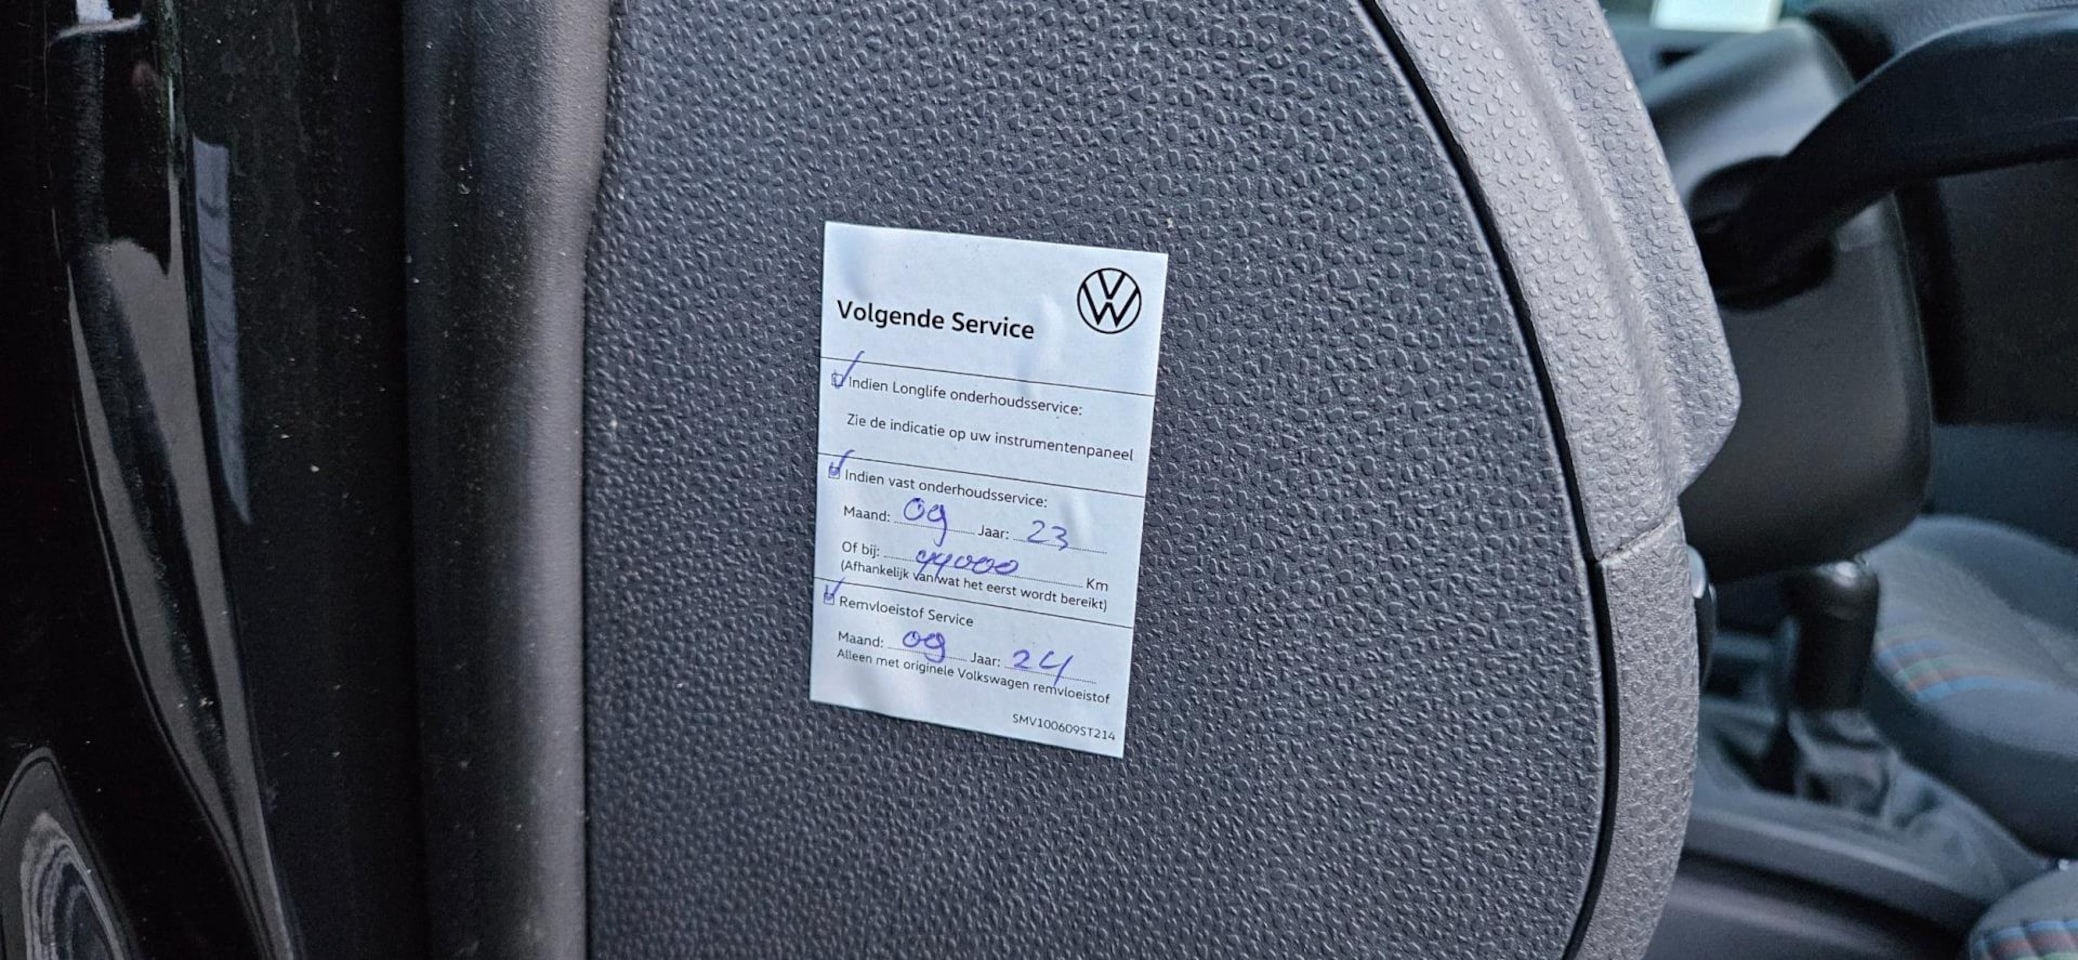 Volgende Service
Indien Longlife onderhoudsservice:
Zie de indicatie op uw instrumentenpaneel
Indien vast onderhoudsservice:
Maand: 09 Jaar: 23
Of bij: 44000 Km
(Afhankelijk van wat het eerst wordt bereikt)
Remvloeistof Service
Maand: 09 Jaar: 24
Alleen met originele Volkswagen remvloeistof
SMV100609ST214